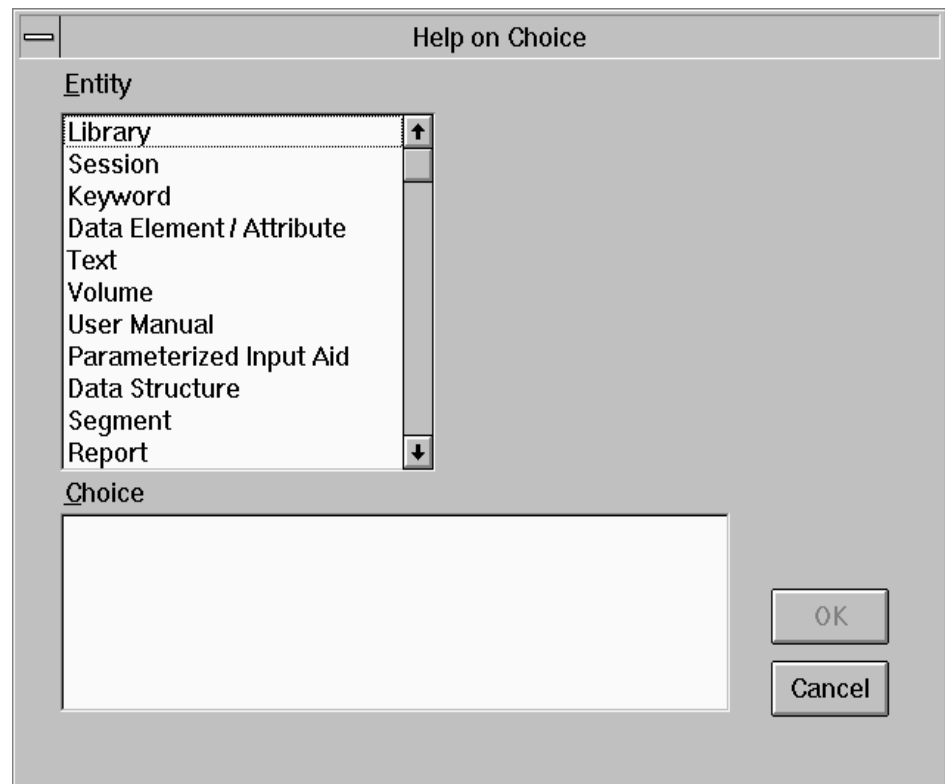 Help on Choice
Entity
Library
Session
Keyword
Data Element / Attribute
Text
Volume
User Manual
Parameterized Input Aid
Data Structure
Segment
Report
Choice
OK
Cancel